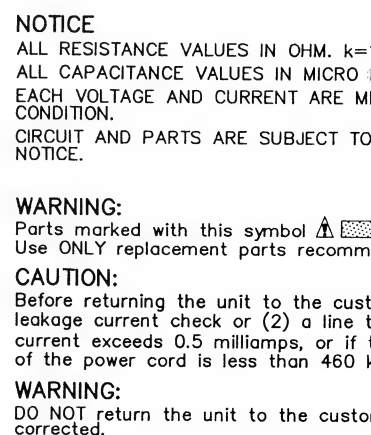 NOTICE
ALL RESISTANCE VALUES IN OHM. k=
ALL CAPACITANCE VALUES IN MICRO
EACH VOLTAGE AND CURRENT ARE M
CONDITION.
CIRCUIT AND PARTS ARE SUBJECT TO
NOTICE.
WARNING:
Parts marked with this symbol ⚠
Use ONLY replacement parts recomm
CAUTION:
Before returning the unit to the cust
leakage current check or (2) a line t
current exceeds 0.5 milliamps, or if
of the power cord is less than 460
WARNING:
DO NOT return the unit to the custo
corrected.